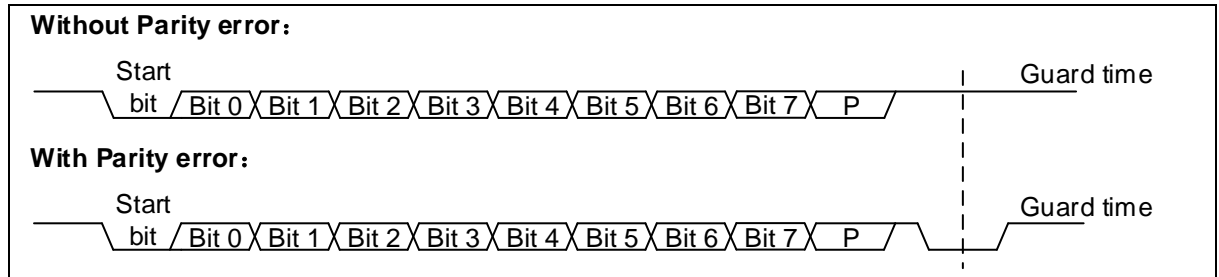 Without Parity error：
Start
Guard time
bit Bit 0 Bit 1 Bit 2 Bit 3 Bit 4 Bit 5 Bit 6 Bit 7 P
With Parity error：
Start
Guard time
bit Bit 0 Bit 1 Bit 2 Bit 3 Bit 4 Bit 5 Bit 6 Bit 7 P